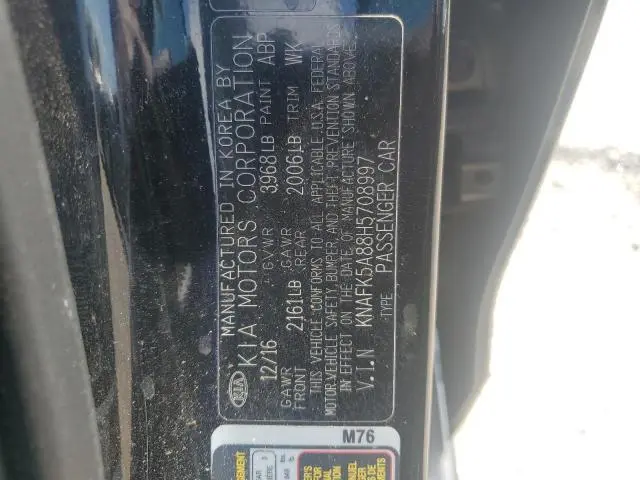 KIA
MANUFACTURED IN KOREA BY
KIA MOTORS CORPORATION
12/16 GVWR 3968LB PAINT ABP
GAWR FRONT 2161LB GAWR REAR 2006LB TRIM WK
THIS VEHICLE CONFORMS TO ALL APPLICABLE U.S.A. FEDERAL
MOTOR-VEHICLE SAFETY, BUMPER, AND THEFT PREVENTION STANDARDS
IN EFFECT ON THE DATE OF MANUFACTURE SHOWN ABOVE.
V.I.N KNAFK5A88H5708997
TYPE PASSENGER CAR
M76